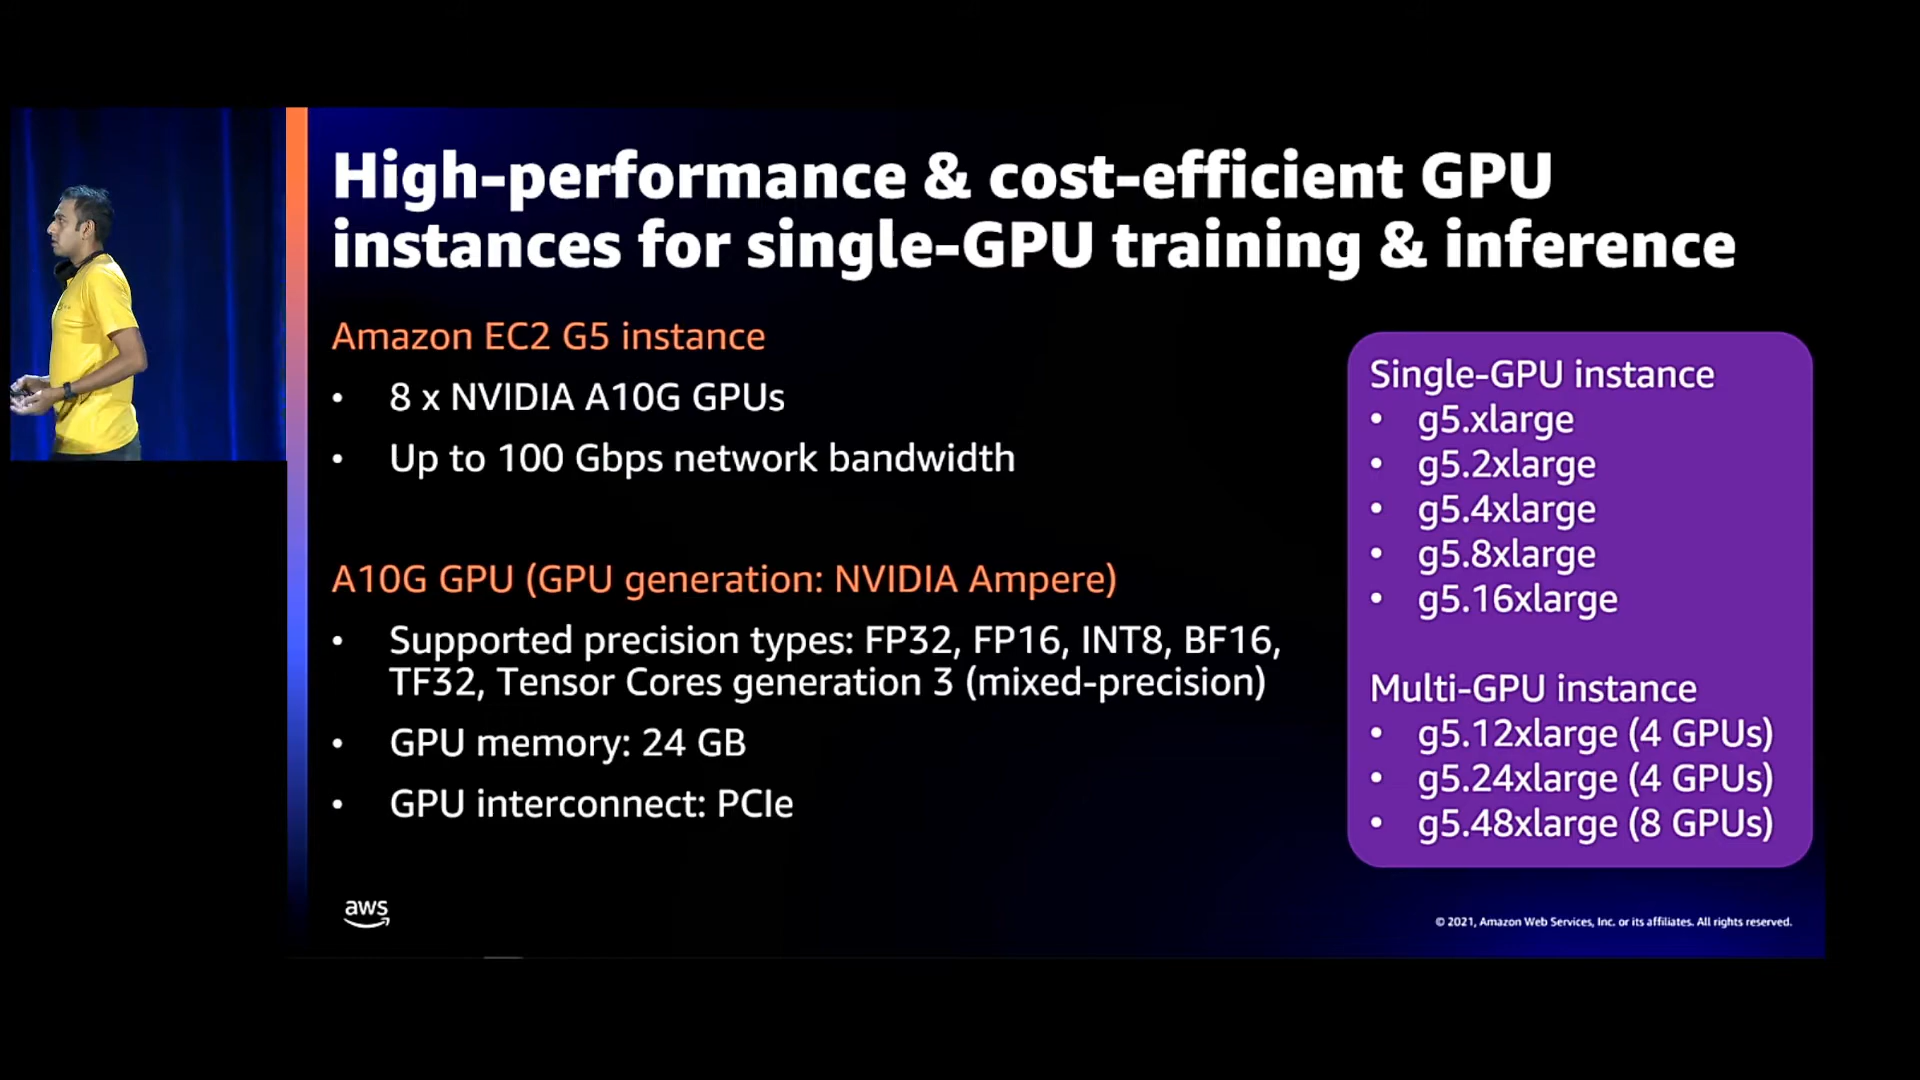 High-performance & cost-efficient GPU
instances for single-GPU training & inference
Amazon EC2 G5 instance
• 8 x NVIDIA A10G GPUs
• Up to 100 Gbps network bandwidth
A10G GPU (GPU generation: NVIDIA Ampere)
• Supported precision types: FP32, FP16, INT8, BF16,
TF32, Tensor Cores generation 3 (mixed-precision)
• GPU memory: 24 GB
• GPU interconnect: PCIe
Single-GPU instance
• g5.xlarge
• g5.2xlarge
• g5.4xlarge
• g5.8xlarge
• g5.16xlarge
Multi-GPU instance
• g5.12xlarge (4 GPUs)
• g5.24xlarge (4 GPUs)
• g5.48xlarge (8 GPUs)
aws
© 2021, Amazon Web Services, Inc. or its affiliates. All rights reserved.